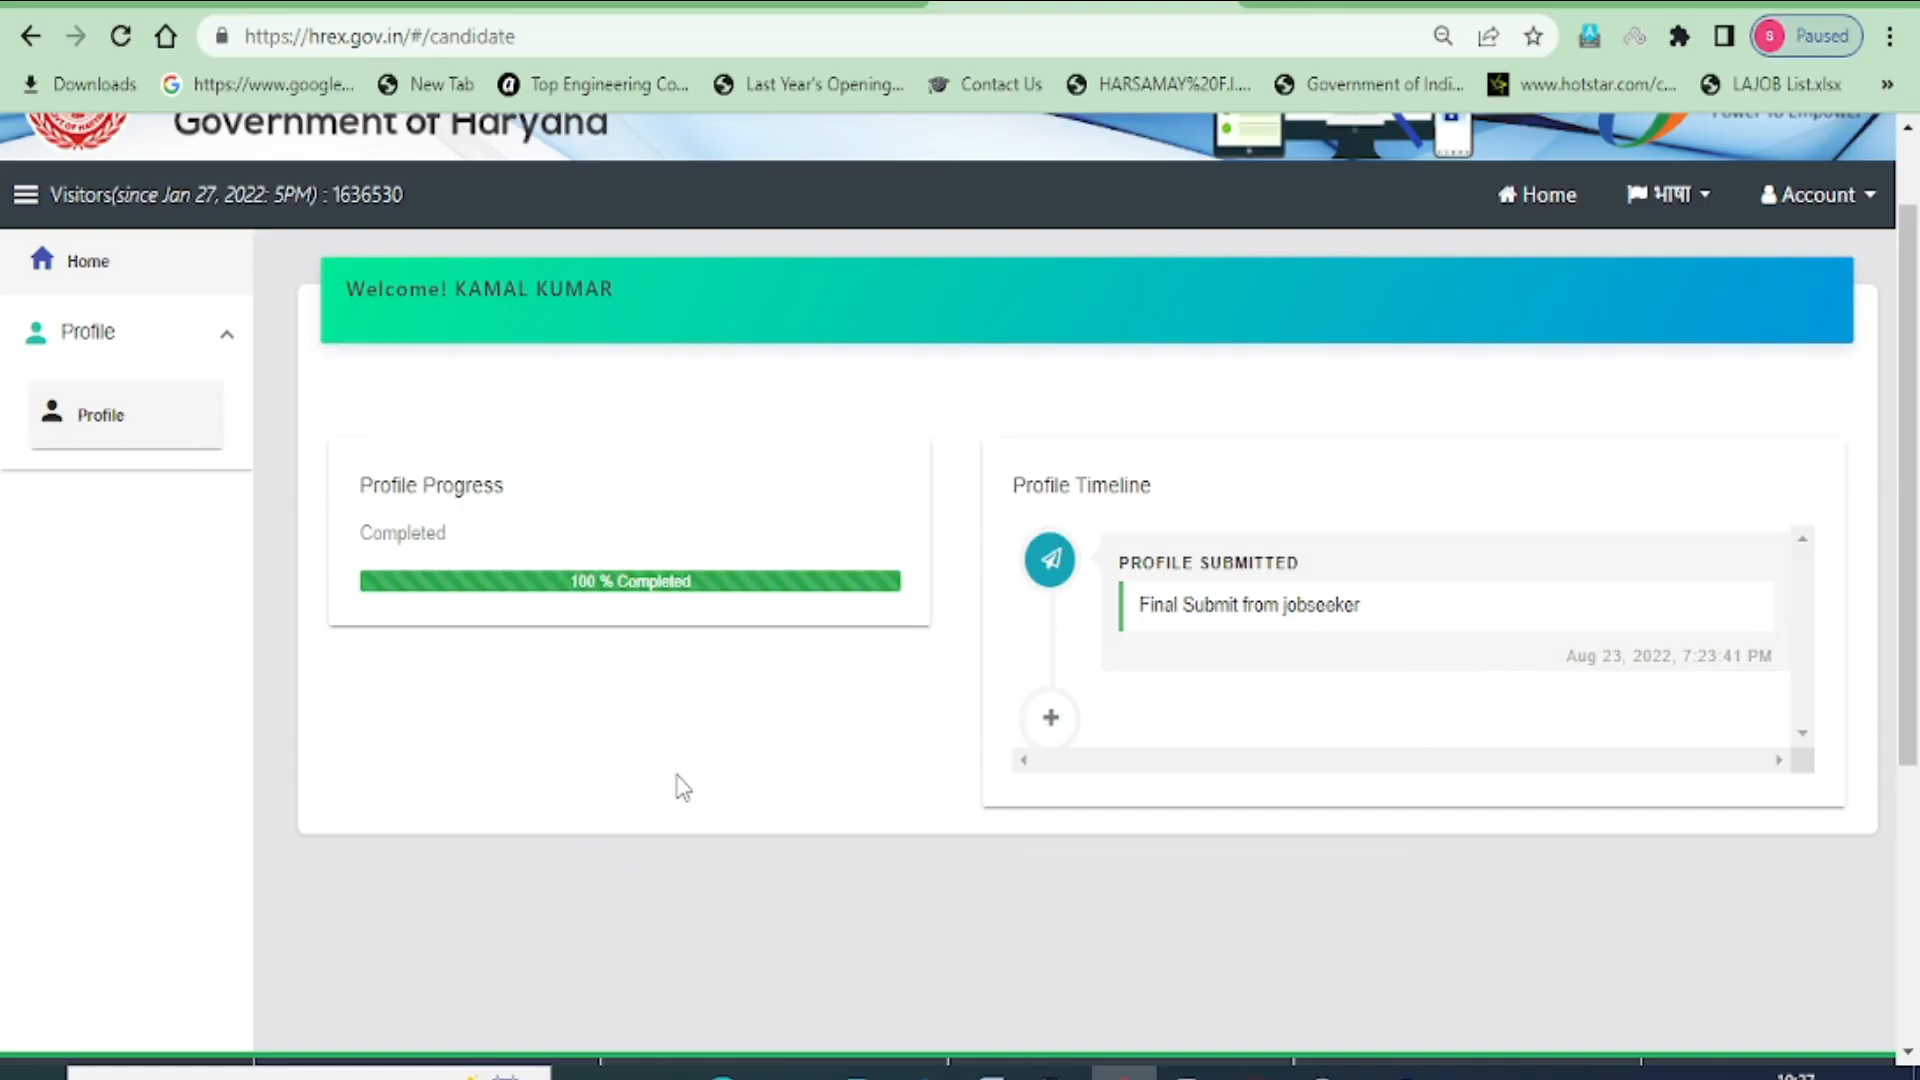 https://hrex.gov.in/#/candidate
S Paused
Downloads https://www.google... New Tab Top Engineering Co... Last Year's Opening... Contact Us HARSAMAY%20F.I.... Government of Indi... www.hotstar.com/c... LAJOB List.xlsx »
Government of Haryana
Power To Empower
Visitors(since Jan 27, 2022: 5PM) : 1636530
Home भाषा Account
Home
Profile
Profile
Welcome! KAMAL KUMAR
Profile Progress
Completed
100 % Completed
Profile Timeline
PROFILE SUBMITTED
Final Submit from jobseeker
Aug 23, 2022, 7:23:41 PM